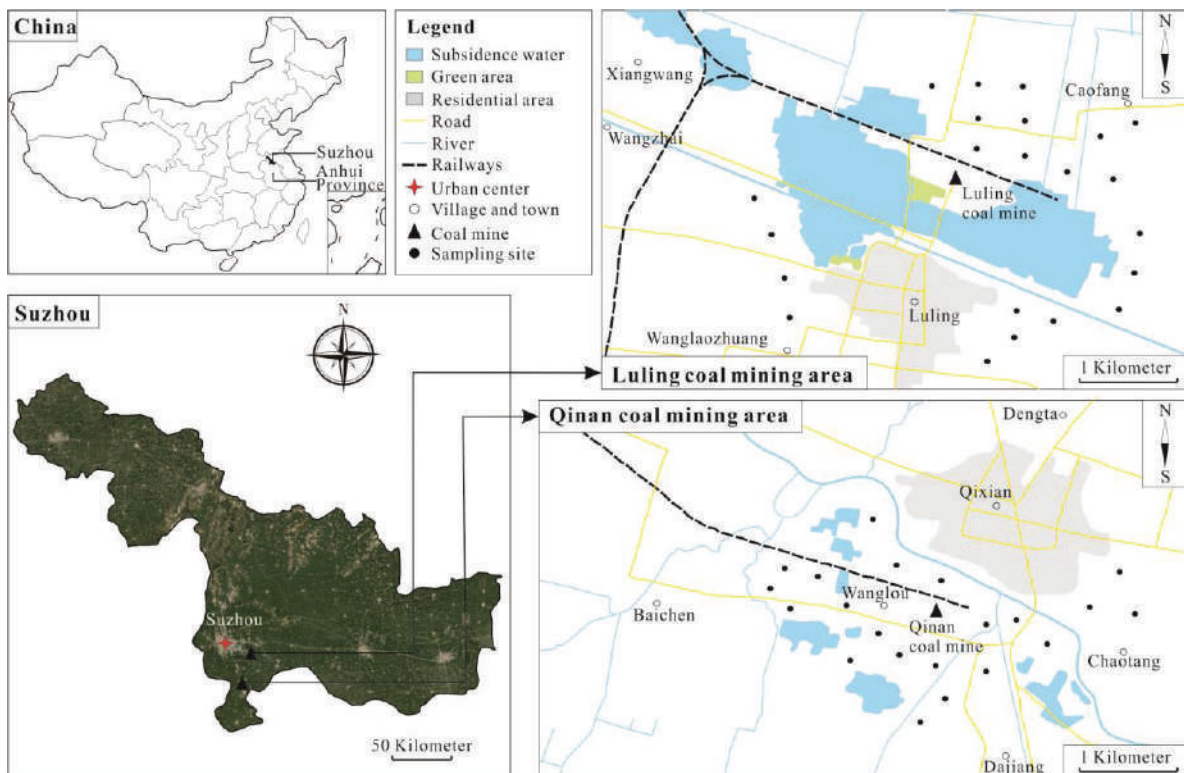 China
Suzhou
Anhui
Province
Legend
Subsidence water
Green area
Residential area
Road
River
Railways
Urban center
Village and town
Coal mine
Sampling site
N
S
Xiangwang
Caofang
Wangzhai
Luling
coal mine
Luling
Wanglaozhuang
1 Kilometer
Luling coal mining area
Suzhou
N
Suzhou
50 Kilometer
Qinan coal mining area
Dengta
N
S
Qixian
Wanglou
Baichen
Qinan
coal mine
Chaotang
Dajiang
1 Kilometer